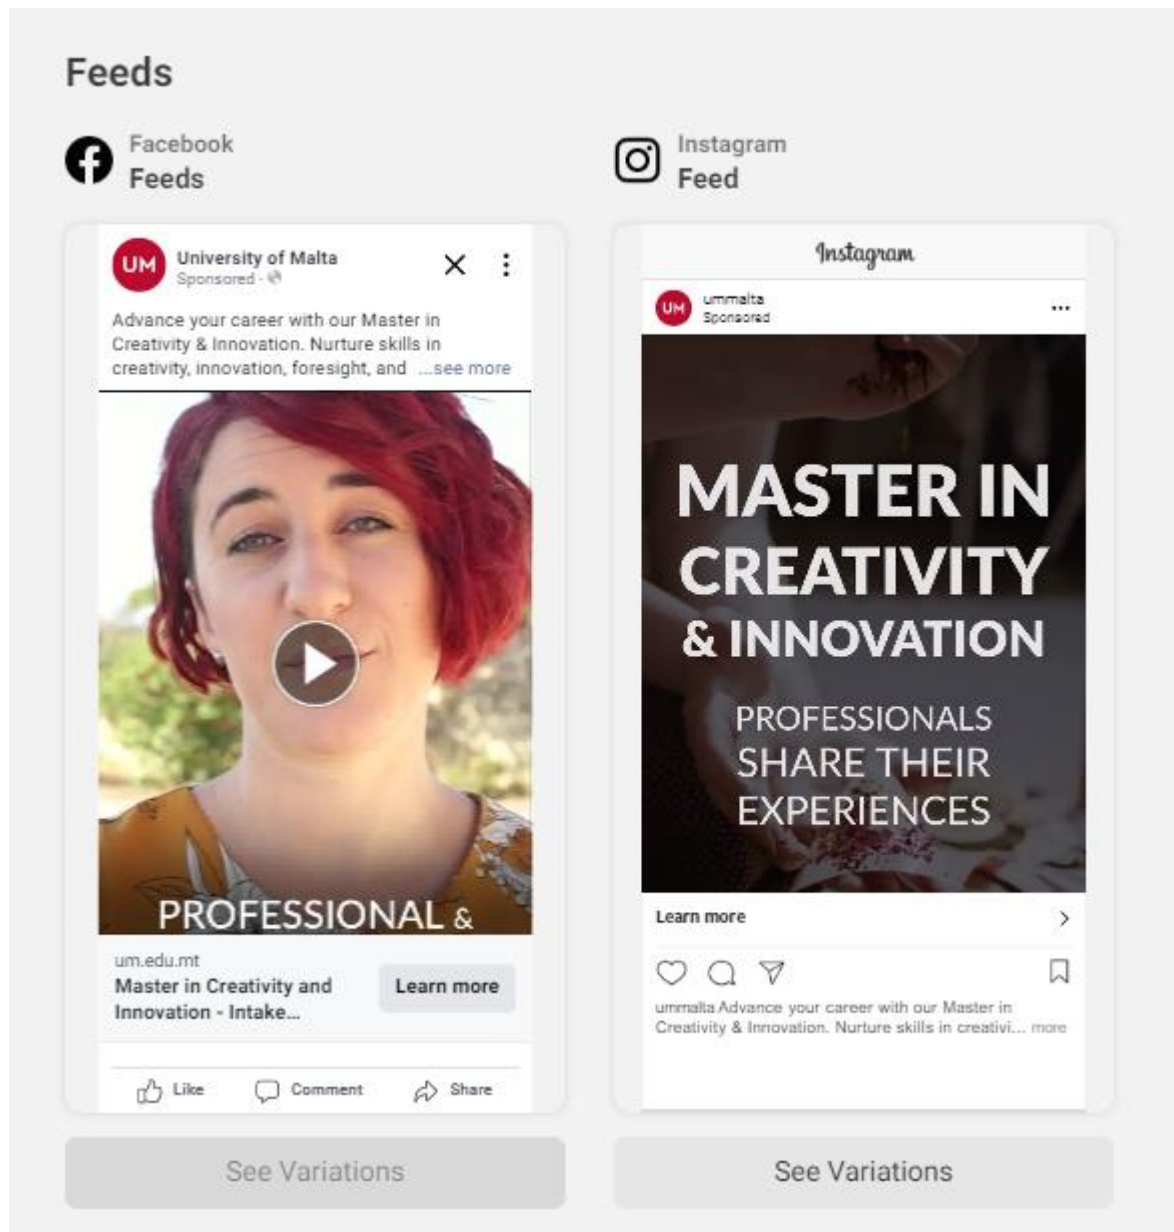 Feeds
Facebook
Feeds
UM
University of Malta
Sponsored ·
Advance your career with our Master in
Creativity & Innovation. Nurture skills in
creativity, innovation, foresight, and ...see more
PROFESSIONAL &
um.edu.mt
Master in Creativity and
Innovation - Intake...
Learn more
Like
Comment
Share
See Variations
Instagram
Feed
Instagram
UM
ummalta
Sponsored
MASTER IN
CREATIVITY
& INNOVATION
PROFESSIONALS
SHARE THEIR
EXPERIENCES
Learn more
ummalta Advance your career with our Master in
Creativity & Innovation. Nurture skills in creativi... more
See Variations